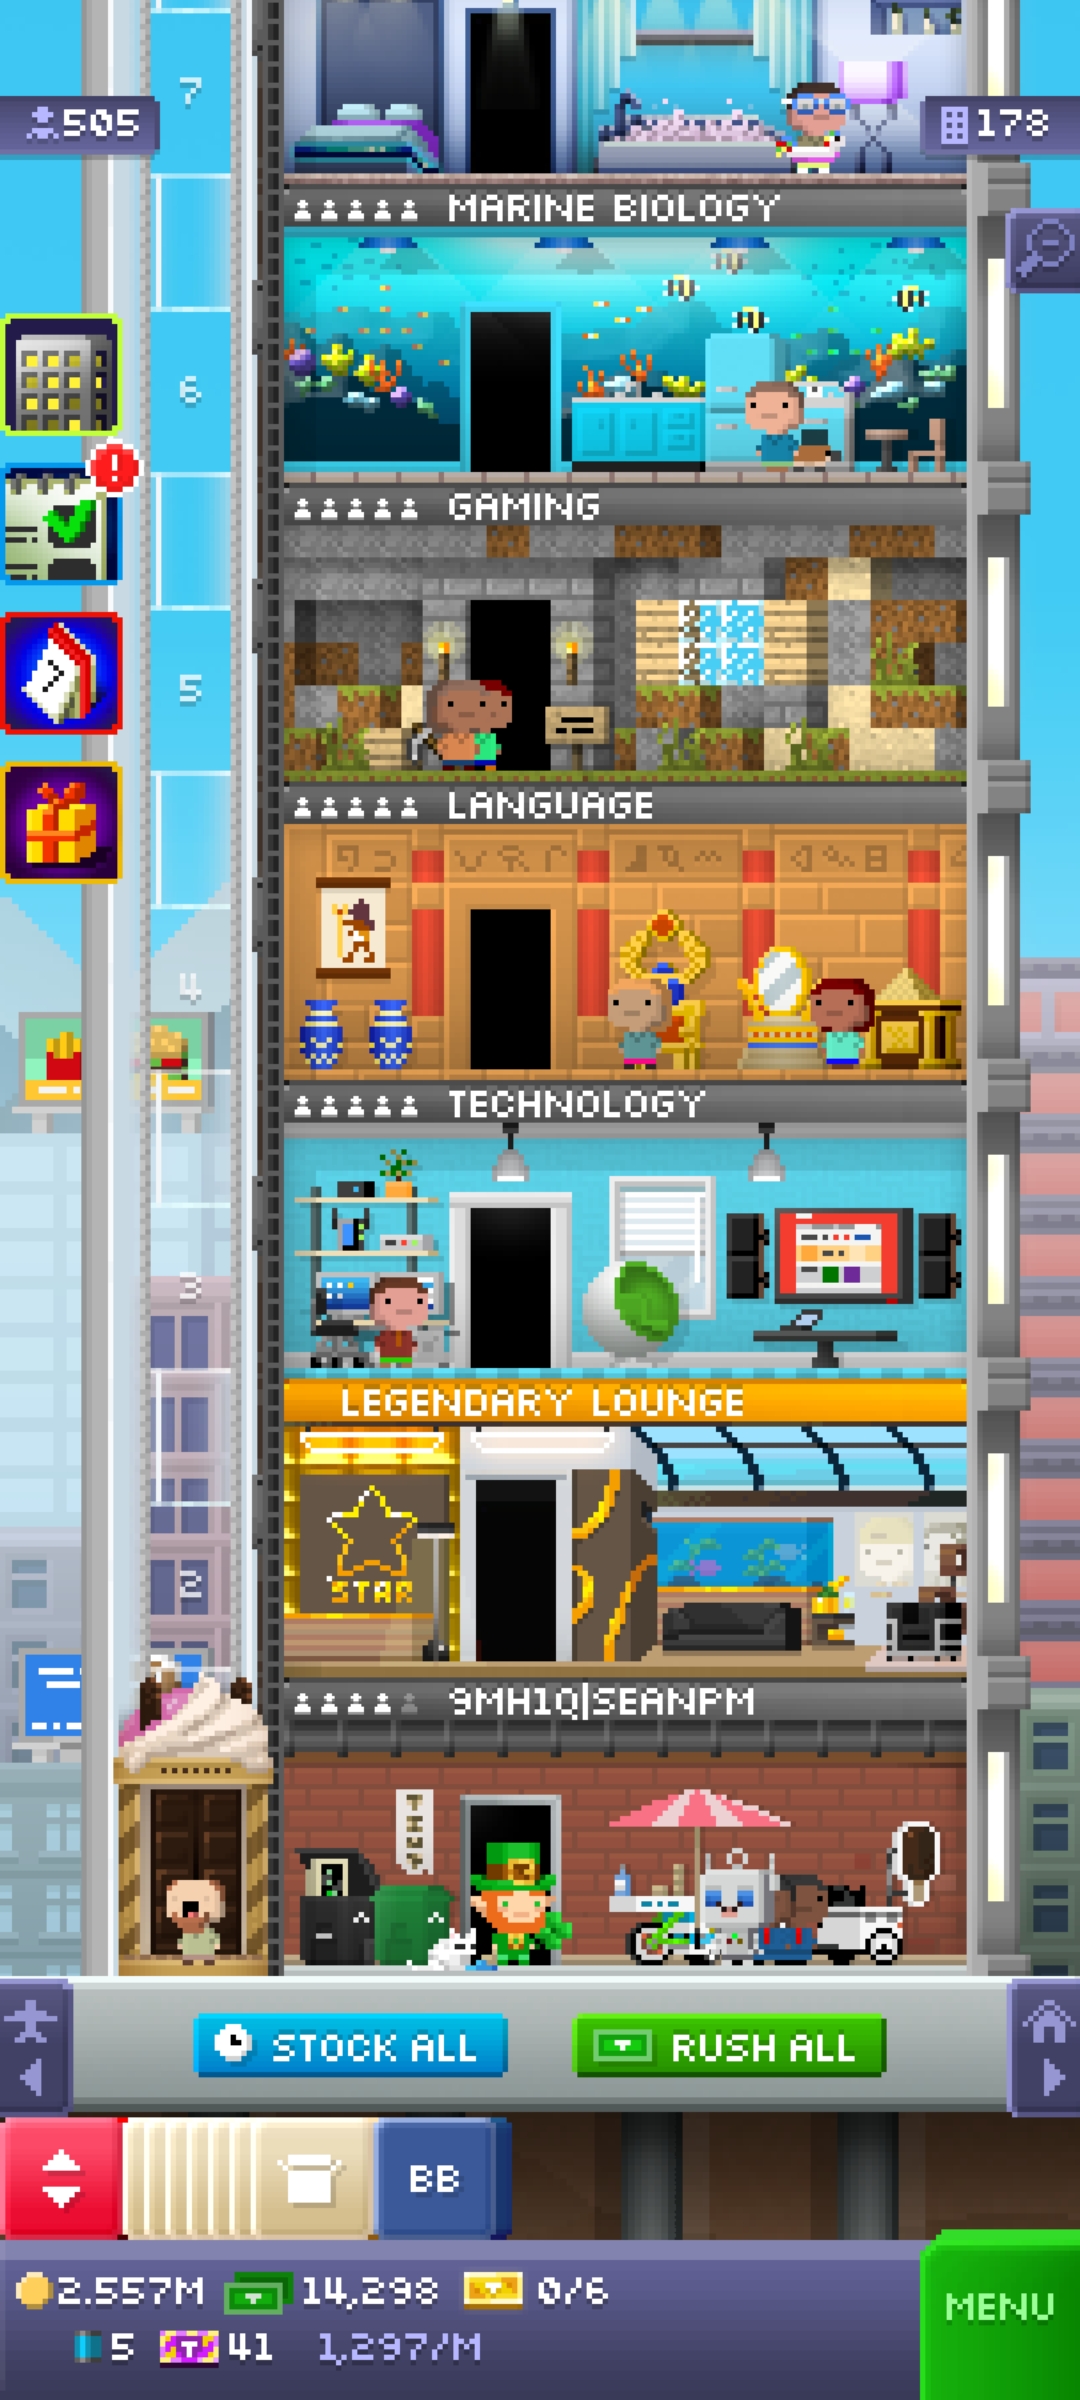 7
505
178
MARINE BIOLOGY
6
GAMING
5
LANGUAGE
4
TECHNOLOGY
3
LEGENDARY LOUNGE
STAR
2
9MH1Q|SEANPM
STOCK ALL
RUSH ALL
BB
2.557M 14,298 0/6
5 T 41 1,297/M
MENU